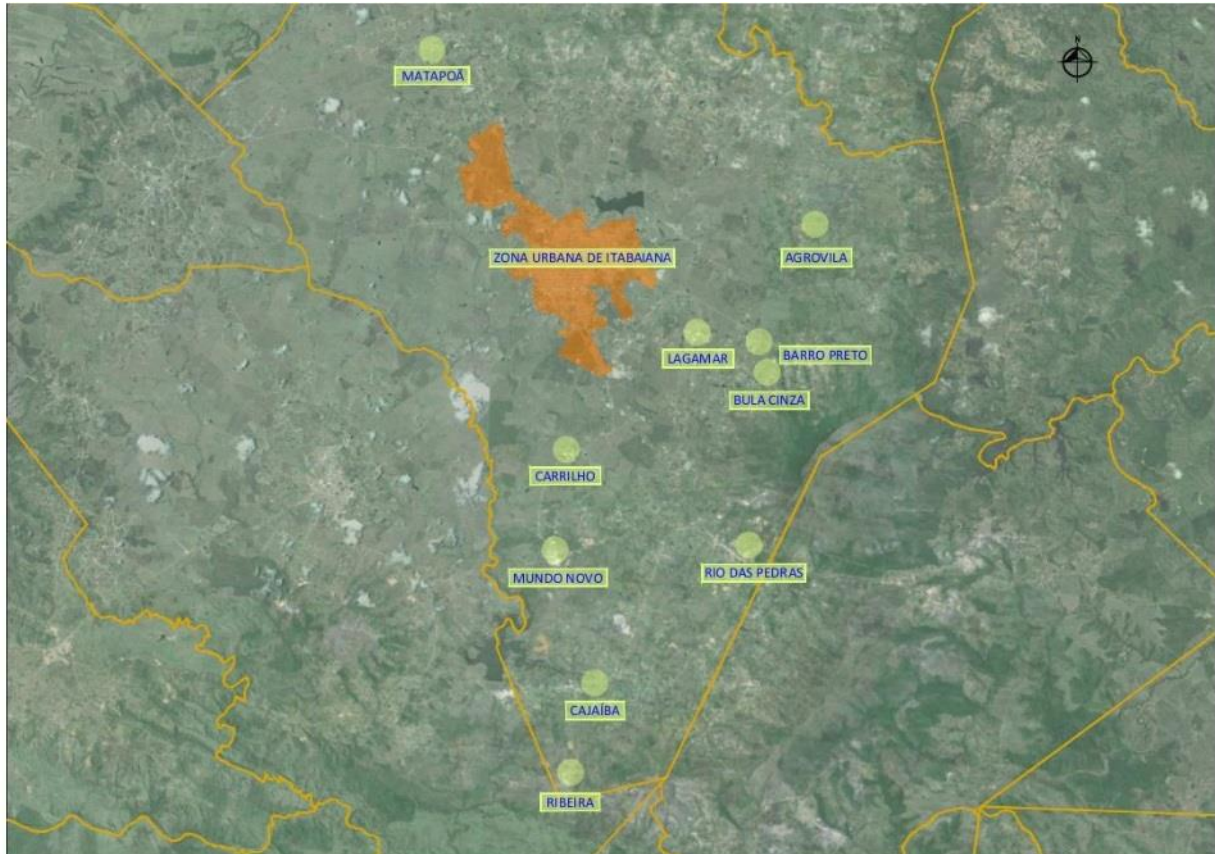 N
MATAPOÃ
ZONA URBANA DE ITABAIANA
AGROVILA
LAGAMAR
BARRO PRETO
BULA CINZA
CARRILHO
MUNDO NOVO
RIO DAS PEDRAS
CAJAÍBA
RIBEIRA